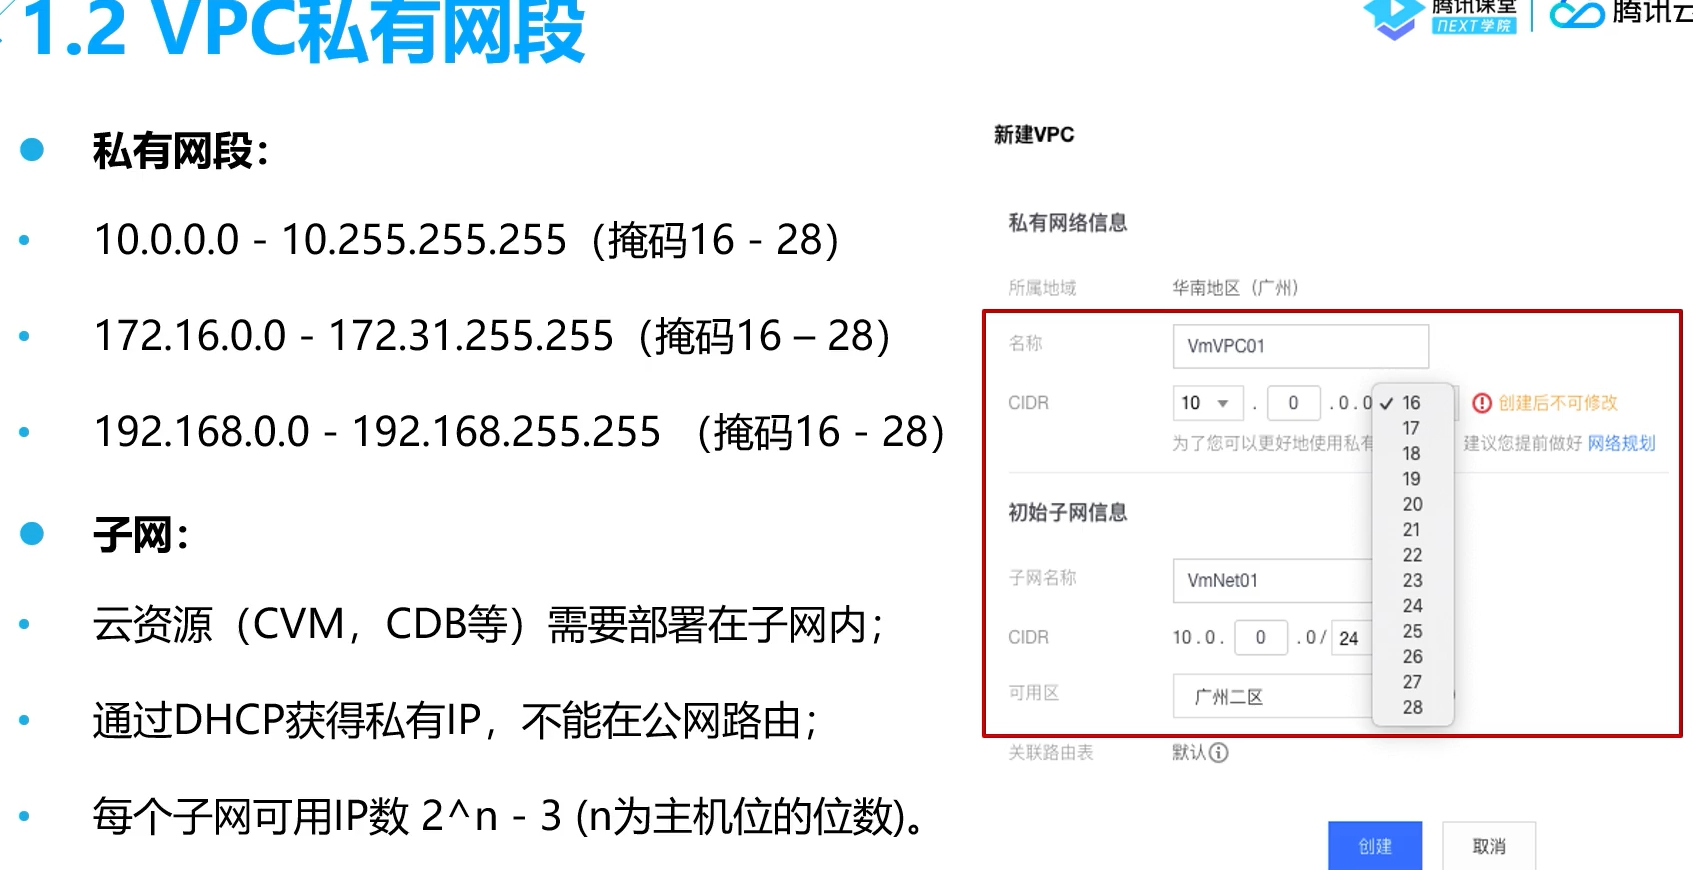 1.2 VPC私有网段
腾讯课堂
NEXT学院
腾讯云
私有网段：
10.0.0.0 - 10.255.255.255（掩码16 - 28）
172.16.0.0 - 172.31.255.255（掩码16 – 28）
192.168.0.0 - 192.168.255.255 （掩码16 - 28）
子网：
云资源（CVM，CDB等）需要部署在子网内；
通过DHCP获得私有IP，不能在公网路由；
每个子网可用IP数 2^n - 3 (n为主机位的位数)。
新建VPC
私有网络信息
所属地域 华南地区（广州）
名称 VmVPC01
CIDR 10 . 0 .0.0 ✓ 16 创建后不可修改
17
为了您可以更好地使用私有 建议您提前做好 网络规划
18
19
20
初始子网信息
21
22
子网名称 VmNet01
23
24
CIDR 10.0. 0 .0/ 24
25
26
可用区 广州二区
27
28
关联路由表 默认
创建 取消